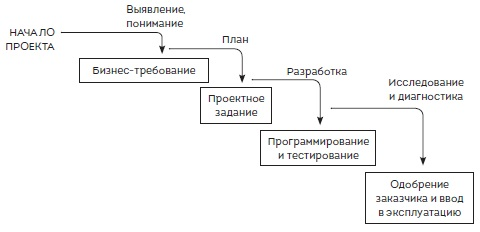 Выявление,
понимание
НАЧАЛО
ПРОЕКТА
План
Бизнес-требование
Разработка
Проектное
задание
Исследование
и диагностика
Программирование
и тестирование
Одобрение
заказчика и ввод
в эксплуатацию